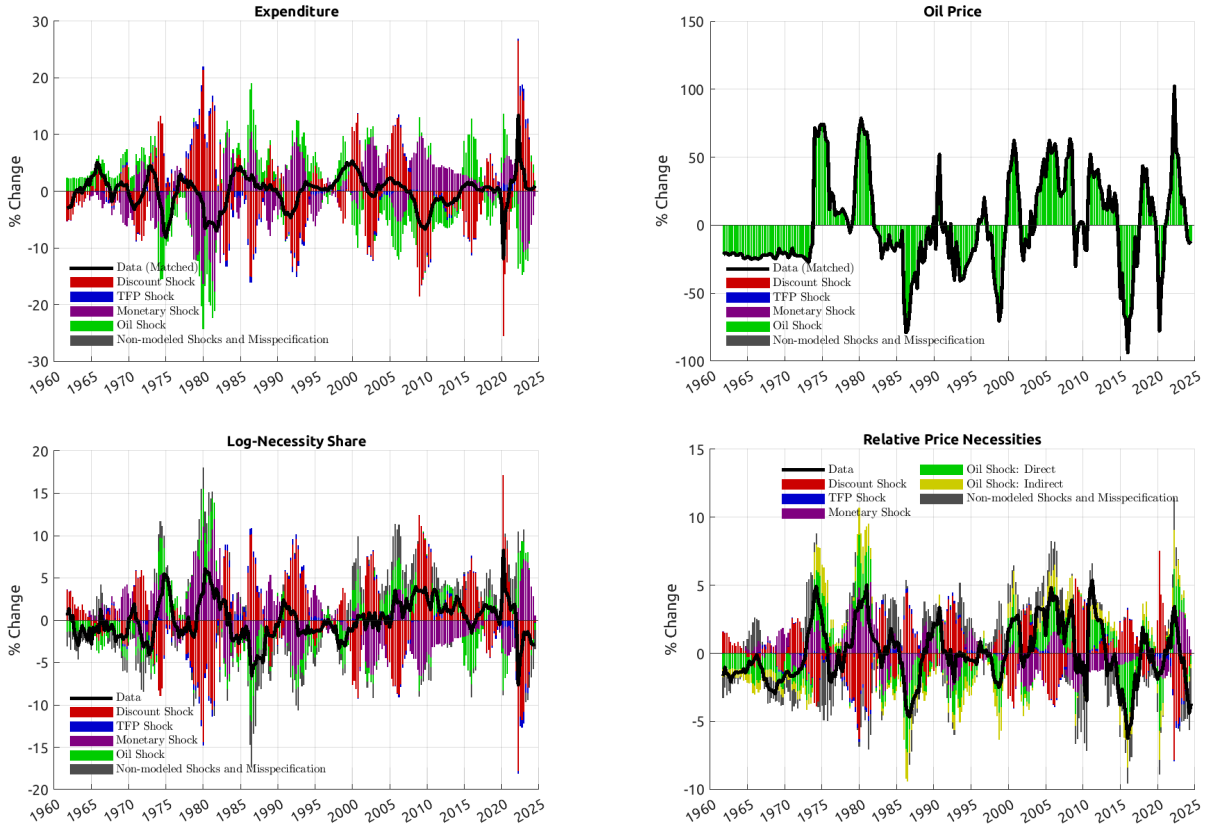 Expenditure
% Change
30
20
10
0
-10
-20
-30
Data (Matched)
Discount Shock
TFP Shock
Monetary Shock
Oil Shock
Non-modeled Shocks and Misspecification
1960 1965 1970 1975 1980 1985 1990 1995 2000 2005 2010 2015 2020 2025
Oil Price
% Change
150
100
50
0
-50
-100
Data (Matched)
Discount Shock
TFP Shock
Monetary Shock
Oil Shock
Non-modeled Shocks and Misspecification
1960 1965 1970 1975 1980 1985 1990 1995 2000 2005 2010 2015 2020 2025
Log-Necessity Share
% Change
20
15
10
5
0
-5
-10
-15
-20
Data
Discount Shock
TFP Shock
Monetary Shock
Oil Shock
Non-modeled Shocks and Misspecification
1960 1965 1970 1975 1980 1985 1990 1995 2000 2005 2010 2015 2020 2025
Relative Price Necessities
% Change
15
10
5
0
-5
-10
Data
Discount Shock
TFP Shock
Monetary Shock
Oil Shock: Direct
Oil Shock: Indirect
Non-modeled Shocks and Misspecification
1960 1965 1970 1975 1980 1985 1990 1995 2000 2005 2010 2015 2020 2025